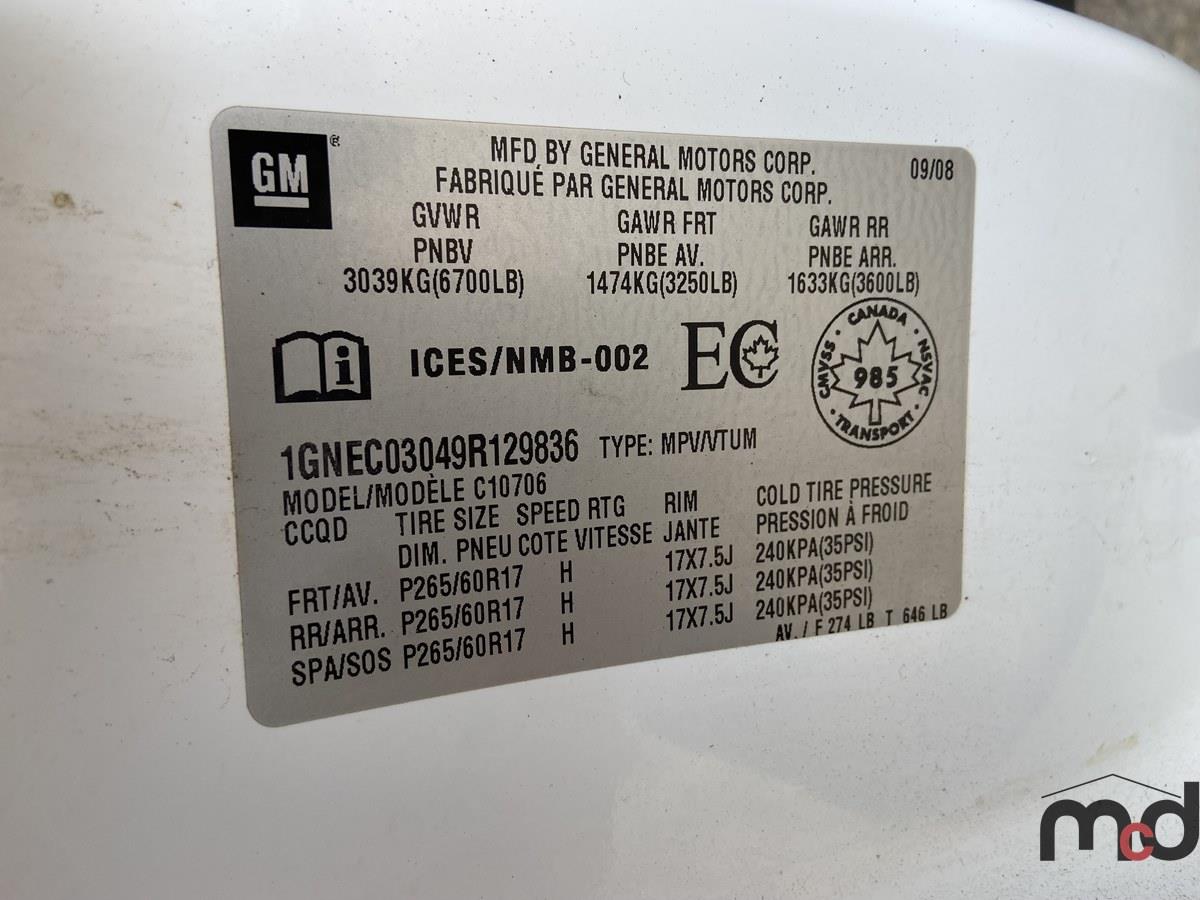 GM ®
MFD. BY GENERAL MOTORS CORP. 09/08
FABRIQUÉ PAR GENERAL MOTORS CORP.
GVWR GAWR FRT GAWR RR
PNBV PNBE AV. PNBE ARR.
3039KG(6700LB) 1474KG(3250LB) 1633KG(3600LB)
i ICES/NMB-002 EC
CANADA
CMVSS · NSVAC
985
· TRANSPORT ·
1GNEC03049R129836 TYPE: MPV/VTUM
MODEL/MODÈLE C10706
CCQD TIRE SIZE SPEED RTG RIM COLD TIRE PRESSURE
DIM. PNEU COTE VITESSE JANTE PRESSION À FROID
FRT/AV. P265/60R17 H 17X7.5J 240KPA(35PSI)
RR/ARR. P265/60R17 H 17X7.5J 240KPA(35PSI)
SPA/SOS P265/60R17 H 17X7.5J 240KPA(35PSI)
AV. / F 274 LB T 646 LB
mcd